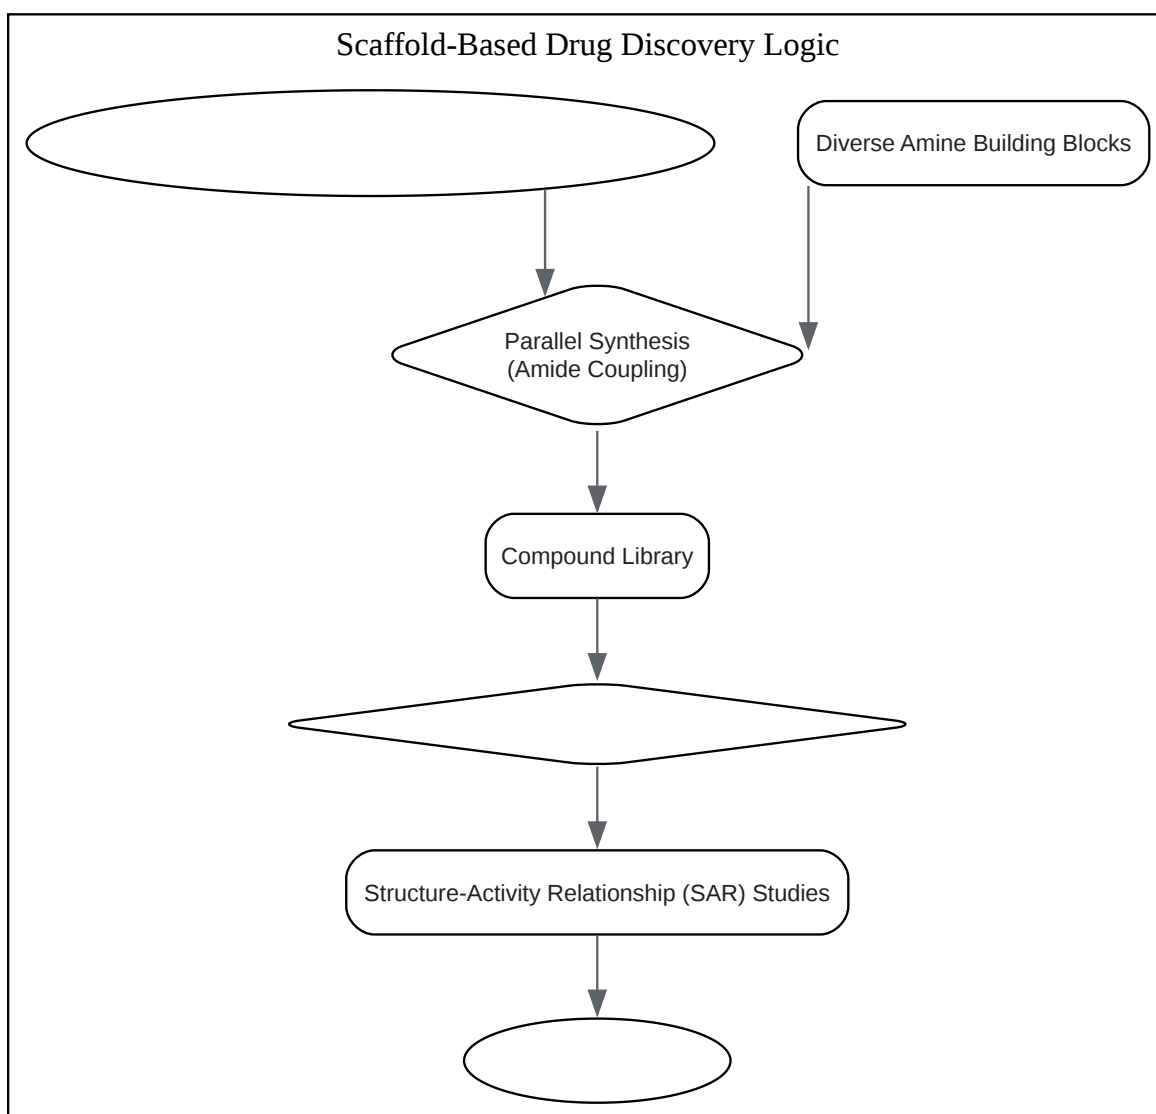 Scaffold-Based Drug Discovery Logic
Diverse Amine Building Blocks
Parallel Synthesis
(Amide Coupling)
Compound Library
Structure-Activity Relationship (SAR) Studies